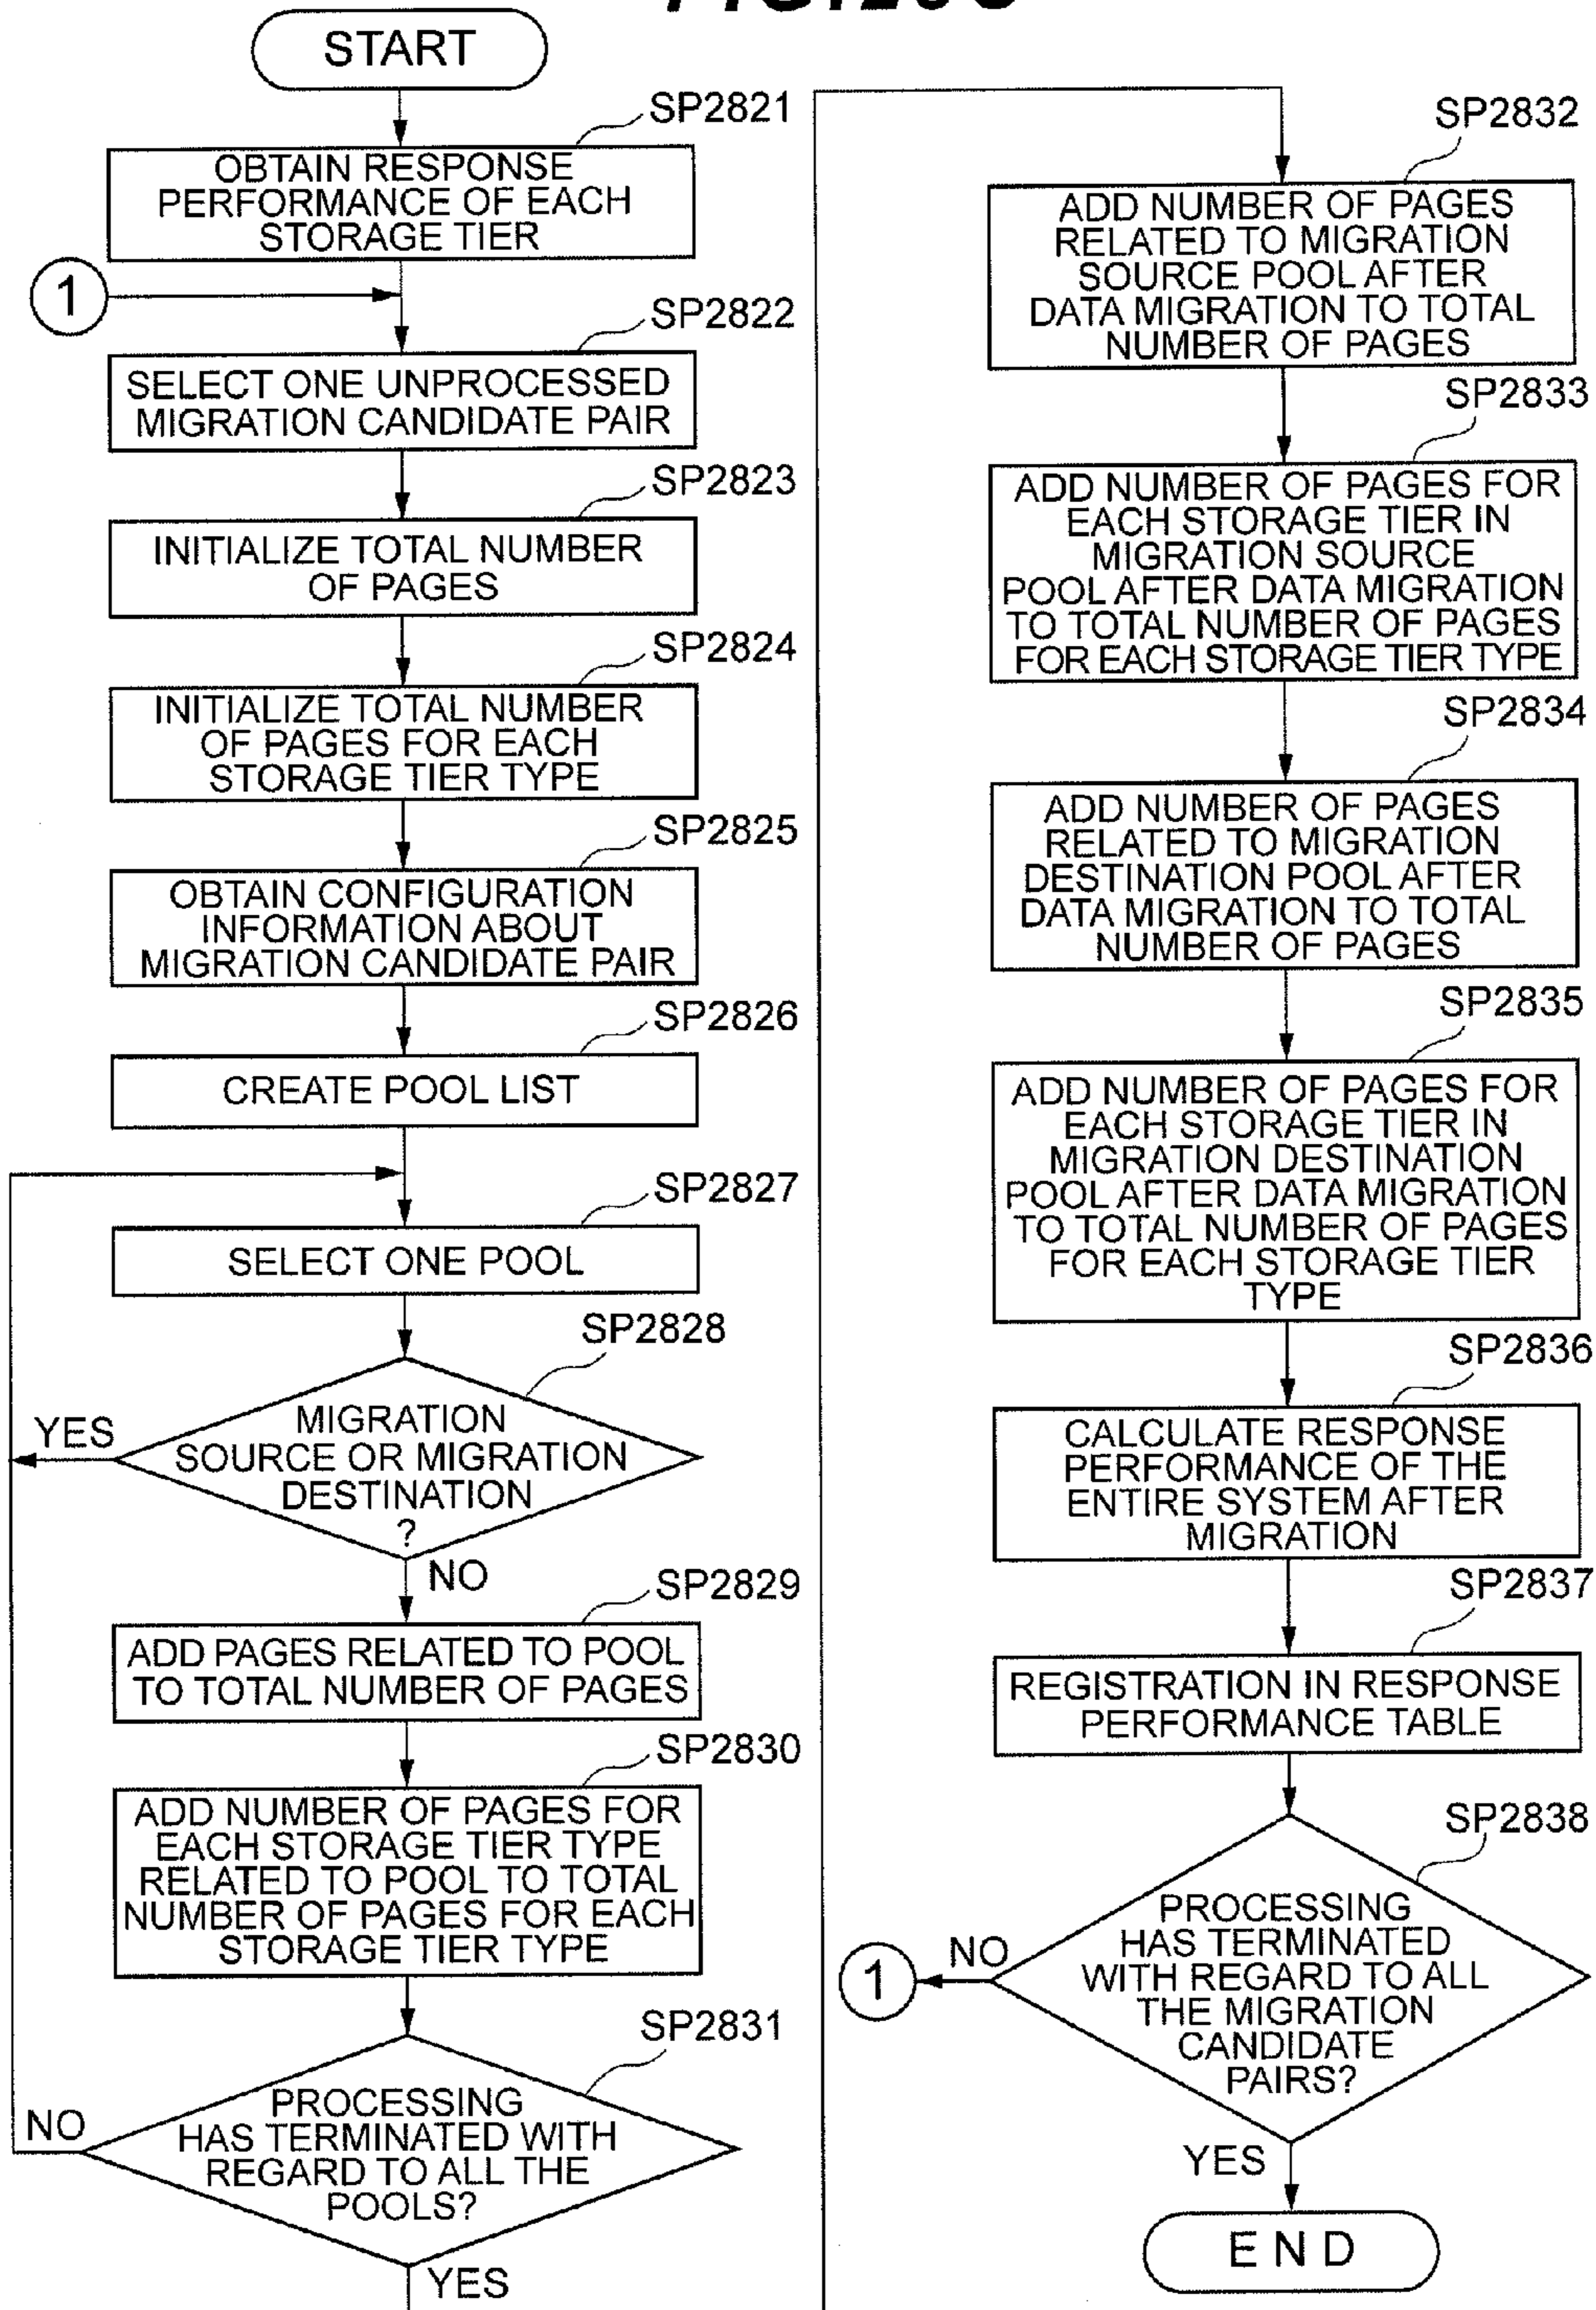 START
SP2821
OBTAIN RESPONSE
PERFORMANCE OF EACH
STORAGE TIER
1
SP2822
SELECT ONE UNPROCESSED
MIGRATION CANDIDATE PAIR
SP2823
INITIALIZE TOTAL NUMBER
OF PAGES
SP2824
INITIALIZE TOTAL NUMBER
OF PAGES FOR EACH
STORAGE TIER TYPE
SP2825
OBTAIN CONFIGURATION
INFORMATION ABOUT
MIGRATION CANDIDATE PAIR
SP2826
CREATE POOL LIST
SP2827
SELECT ONE POOL
SP2828
YES
MIGRATION
SOURCE OR MIGRATION
DESTINATION
?
NO
SP2829
ADD PAGES RELATED TO POOL
TO TOTAL NUMBER OF PAGES
SP2830
ADD NUMBER OF PAGES FOR
EACH STORAGE TIER TYPE
RELATED TO POOL TO TOTAL
NUMBER OF PAGES FOR EACH
STORAGE TIER TYPE
SP2831
NO
PROCESSING
HAS TERMINATED WITH
REGARD TO ALL THE
POOLS?
YES
SP2832
ADD NUMBER OF PAGES
RELATED TO MIGRATION
SOURCE POOL AFTER
DATA MIGRATION TO TOTAL
NUMBER OF PAGES
SP2833
ADD NUMBER OF PAGES FOR
EACH STORAGE TIER IN
MIGRATION SOURCE
POOL AFTER DATA MIGRATION
TO TOTAL NUMBER OF PAGES
FOR EACH STORAGE TIER TYPE
SP2834
ADD NUMBER OF PAGES
RELATED TO MIGRATION
DESTINATION POOL AFTER
DATA MIGRATION TO TOTAL
NUMBER OF PAGES
SP2835
ADD NUMBER OF PAGES FOR
EACH STORAGE TIER IN
MIGRATION DESTINATION
POOL AFTER DATA MIGRATION
TO TOTAL NUMBER OF PAGES
FOR EACH STORAGE TIER
TYPE
SP2836
CALCULATE RESPONSE
PERFORMANCE OF THE
ENTIRE SYSTEM AFTER
MIGRATION
SP2837
REGISTRATION IN RESPONSE
PERFORMANCE TABLE
SP2838
PROCESSING
HAS TERMINATED
WITH REGARD TO ALL
THE MIGRATION
CANDIDATE
PAIRS?
NO
1
YES
END